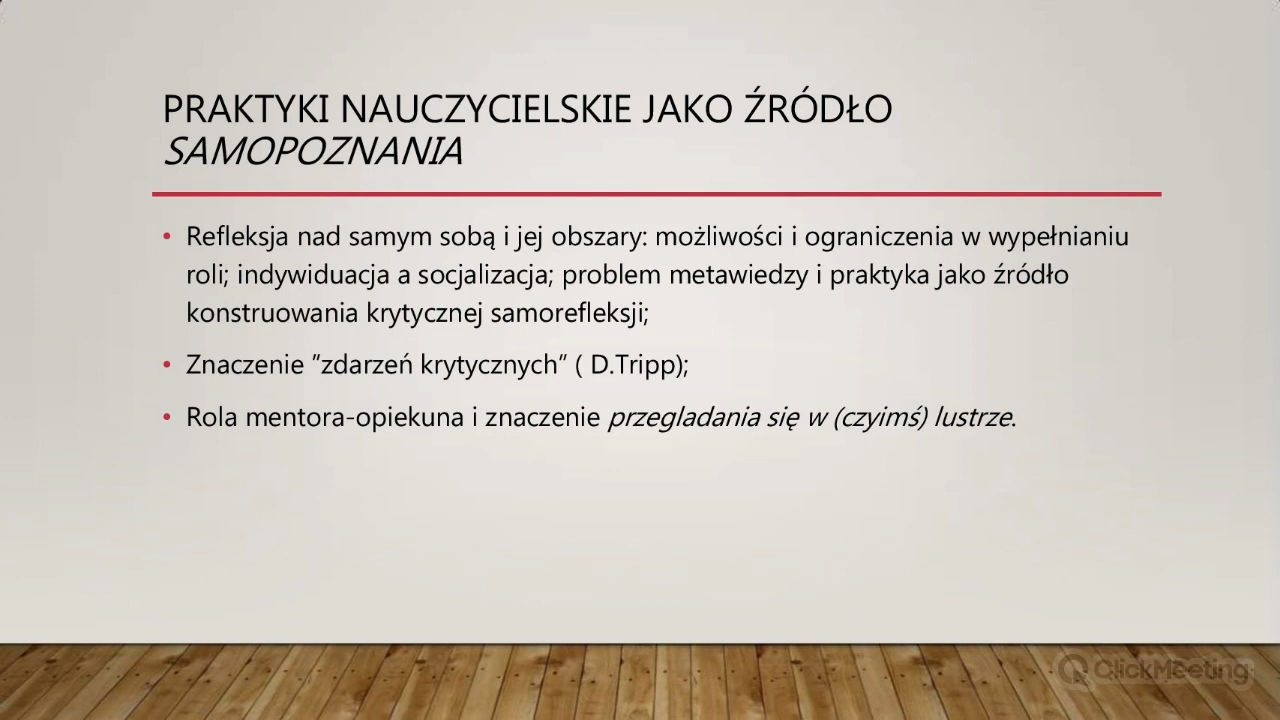 PRAKTYKI NAUCZYCIELSKIE JAKO ŹRÓDŁO
SAMOPOZNANIA
• Refleksja nad samym sobą i jej obszary: możliwości i ograniczenia w wypełnianiu
roli; indywiduacja a socjalizacja; problem metawiedzy i praktyka jako źródło
konstruowania krytycznej samorefleksji;
• Znaczenie "zdarzeń krytycznych" ( D.Tripp);
• Rola mentora-opiekuna i znaczenie przegladania się w (czyimś) lustrze.
ClickMeeting